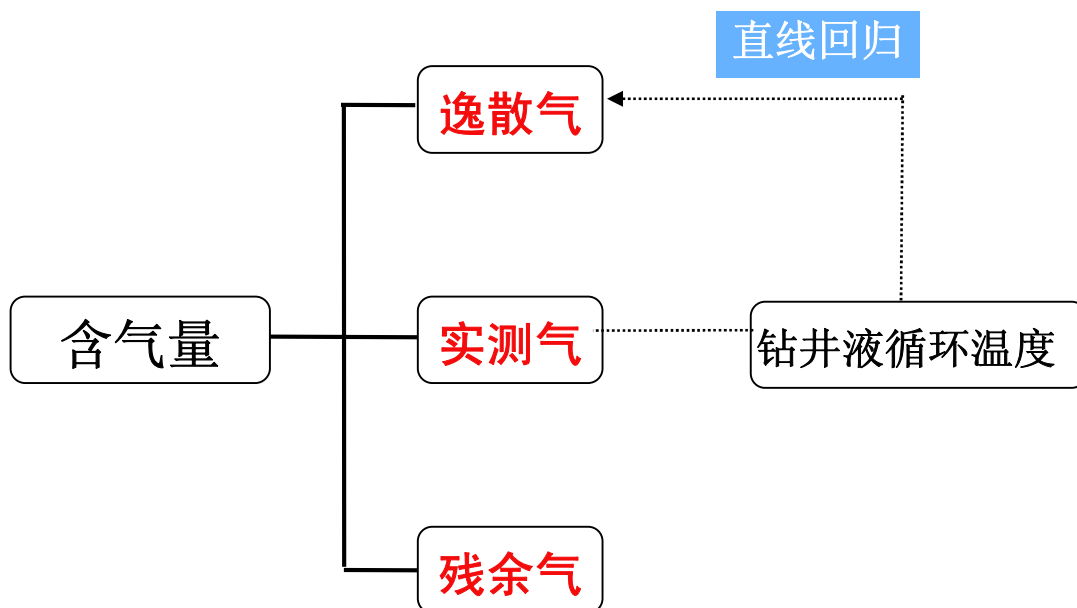 直线回归
逸散气
含气量
实测气
钻井液循环温度
残余气